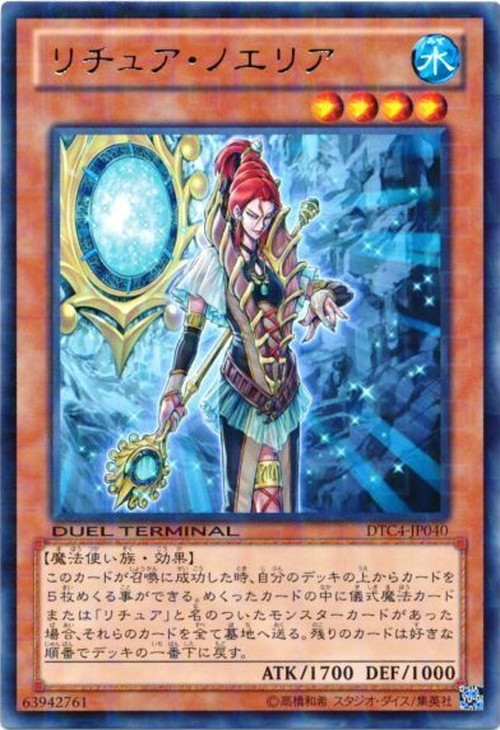 リチュア・ノエリア
水
DUEL TERMINAL
DTC4-JP040
【魔法使い族・効果】
このカードが召喚に成功した時、自分のデッキの上からカードを
5枚めくる事ができる。めくったカードの中に儀式魔法カード
または「リチュア」と名のついたモンスターカードがあった
場合、それらのカードを全て墓地へ送る。残りのカードは好きな
順番でデッキの一番下に戻す。
ATK/1700 DEF/1000
63942761
©高橋和希 スタジオ・ダイス/集英社